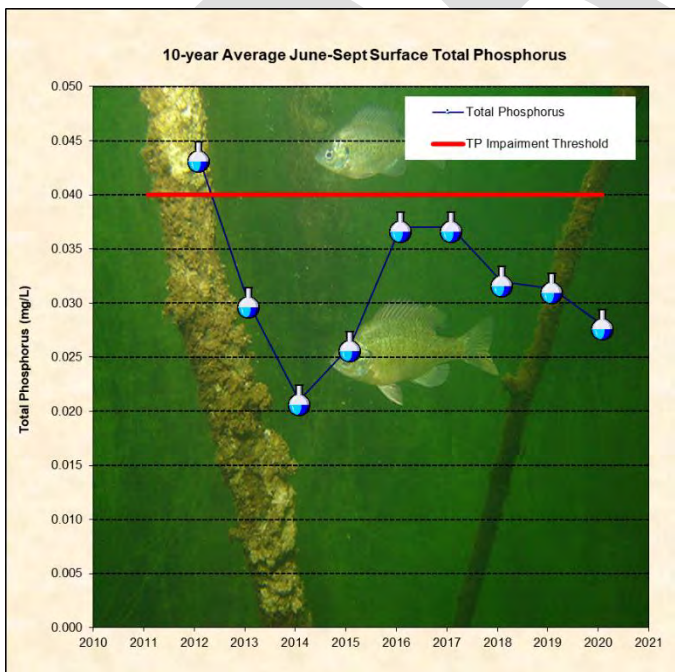 10-year Average June-Sept Surface Total Phosphorus
Total Phosphorus
TP Impairment Threshold
Total Phosphorus (mg/L)
0.050
0.045
0.040
0.035
0.030
0.025
0.020
0.015
0.010
0.005
0.000
2010 2011 2012 2013 2014 2015 2016 2017 2018 2019 2020 2021